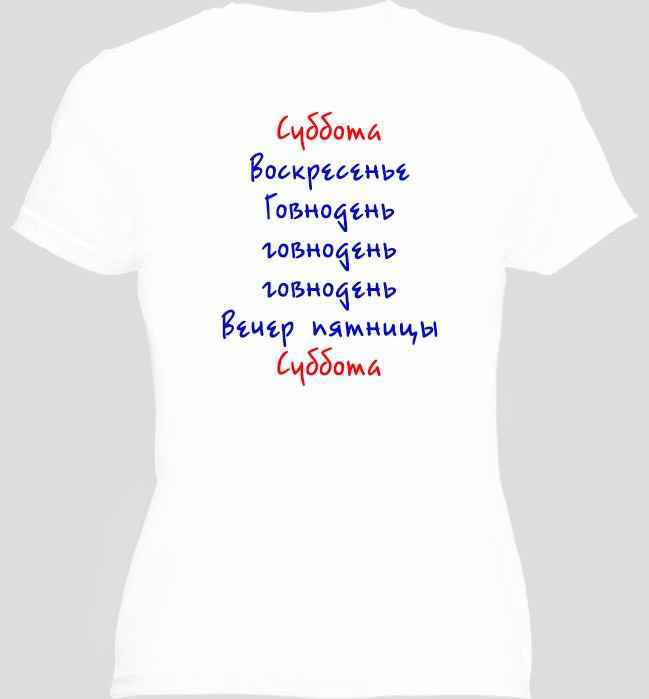 Суббота
Воскресенье
Говнодень
говнодень
говнодень
Вечер пятницы
Суббота